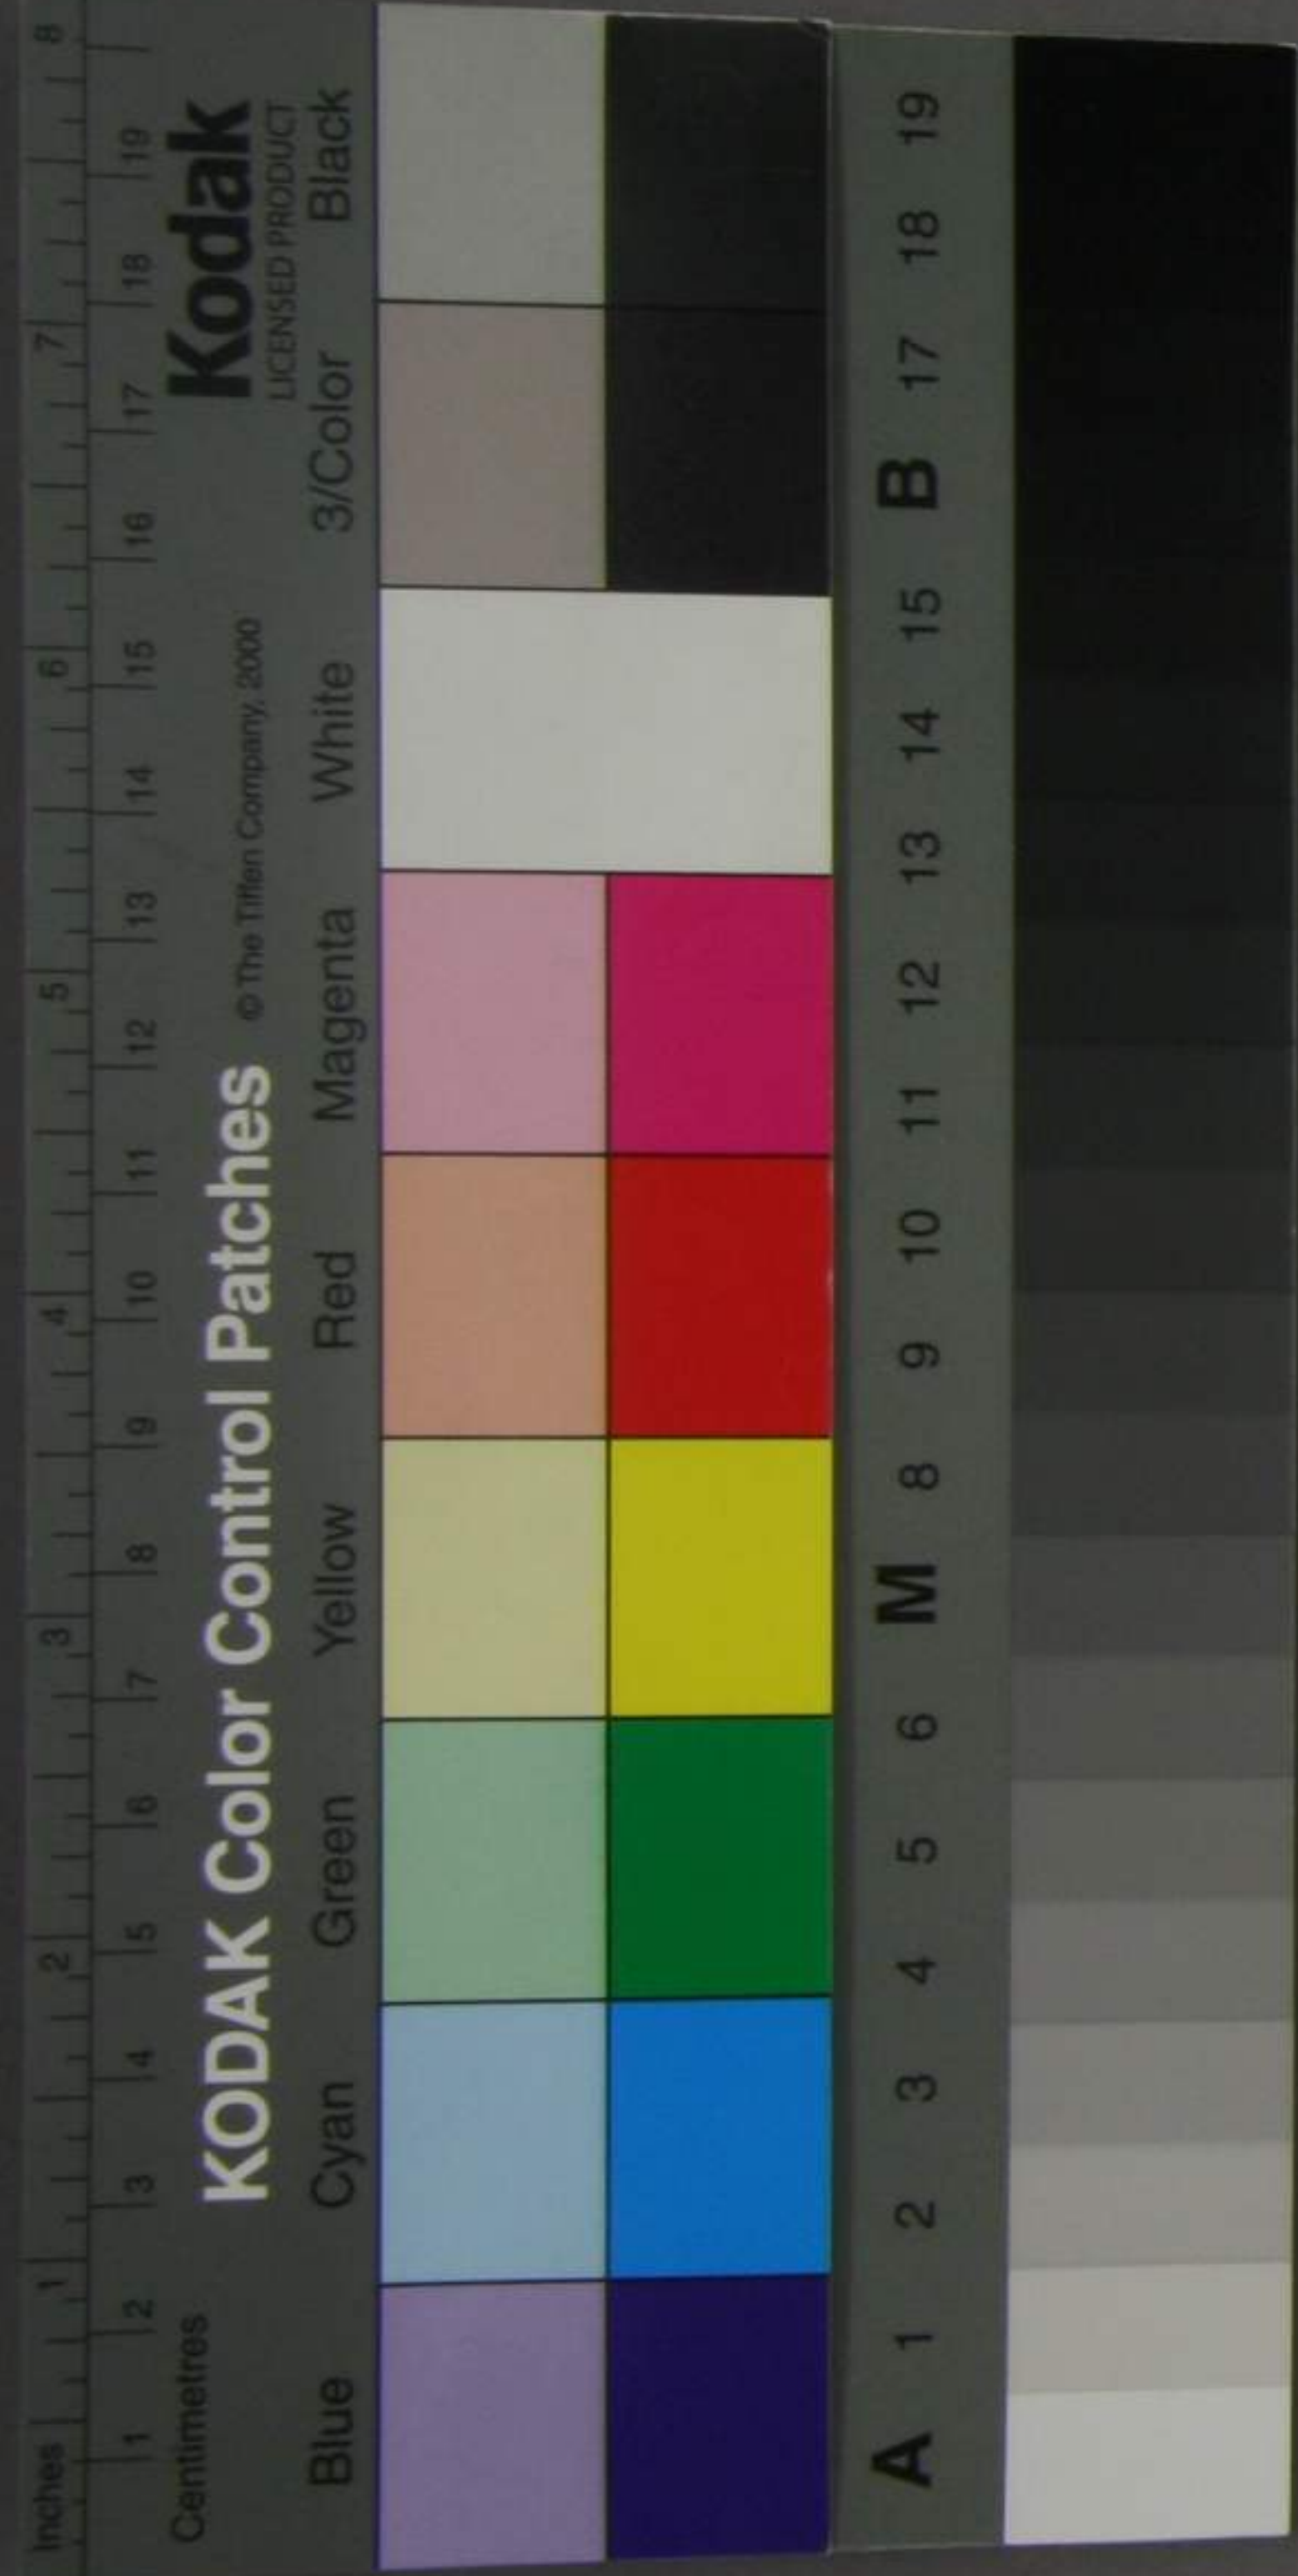 Inches 1 2 3 4 5 6 7 8
1 2 3 4 5 6 7 8 9 10 11 12 13 14 15 16 17 18 19
Centimetres
KODAK Color Control Patches © The Tiffen Company, 2000 Kodak
LICENSED PRODUCT
Blue Cyan Green Yellow Red Magenta White 3/Color Black
A 1 2 3 4 5 6 M 8 9 10 11 12 13 14 15 B 17 18 19